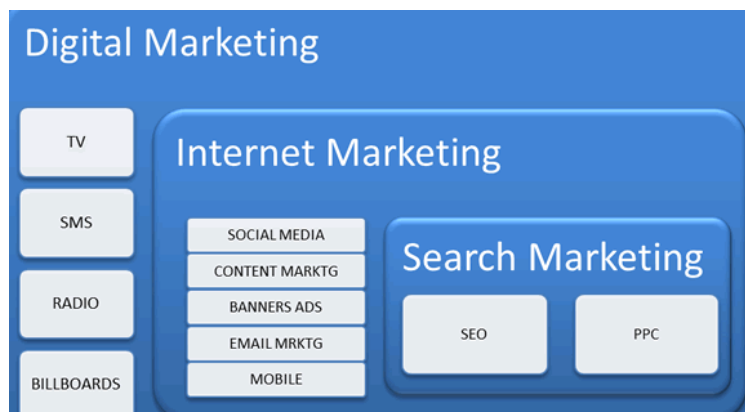 Digital Marketing
TV
SMS
RADIO
BILLBOARDS
Internet Marketing
SOCIAL MEDIA
CONTENT MARKTG
BANNERS ADS
EMAIL MRKTG
MOBILE
Search Marketing
SEO
PPC